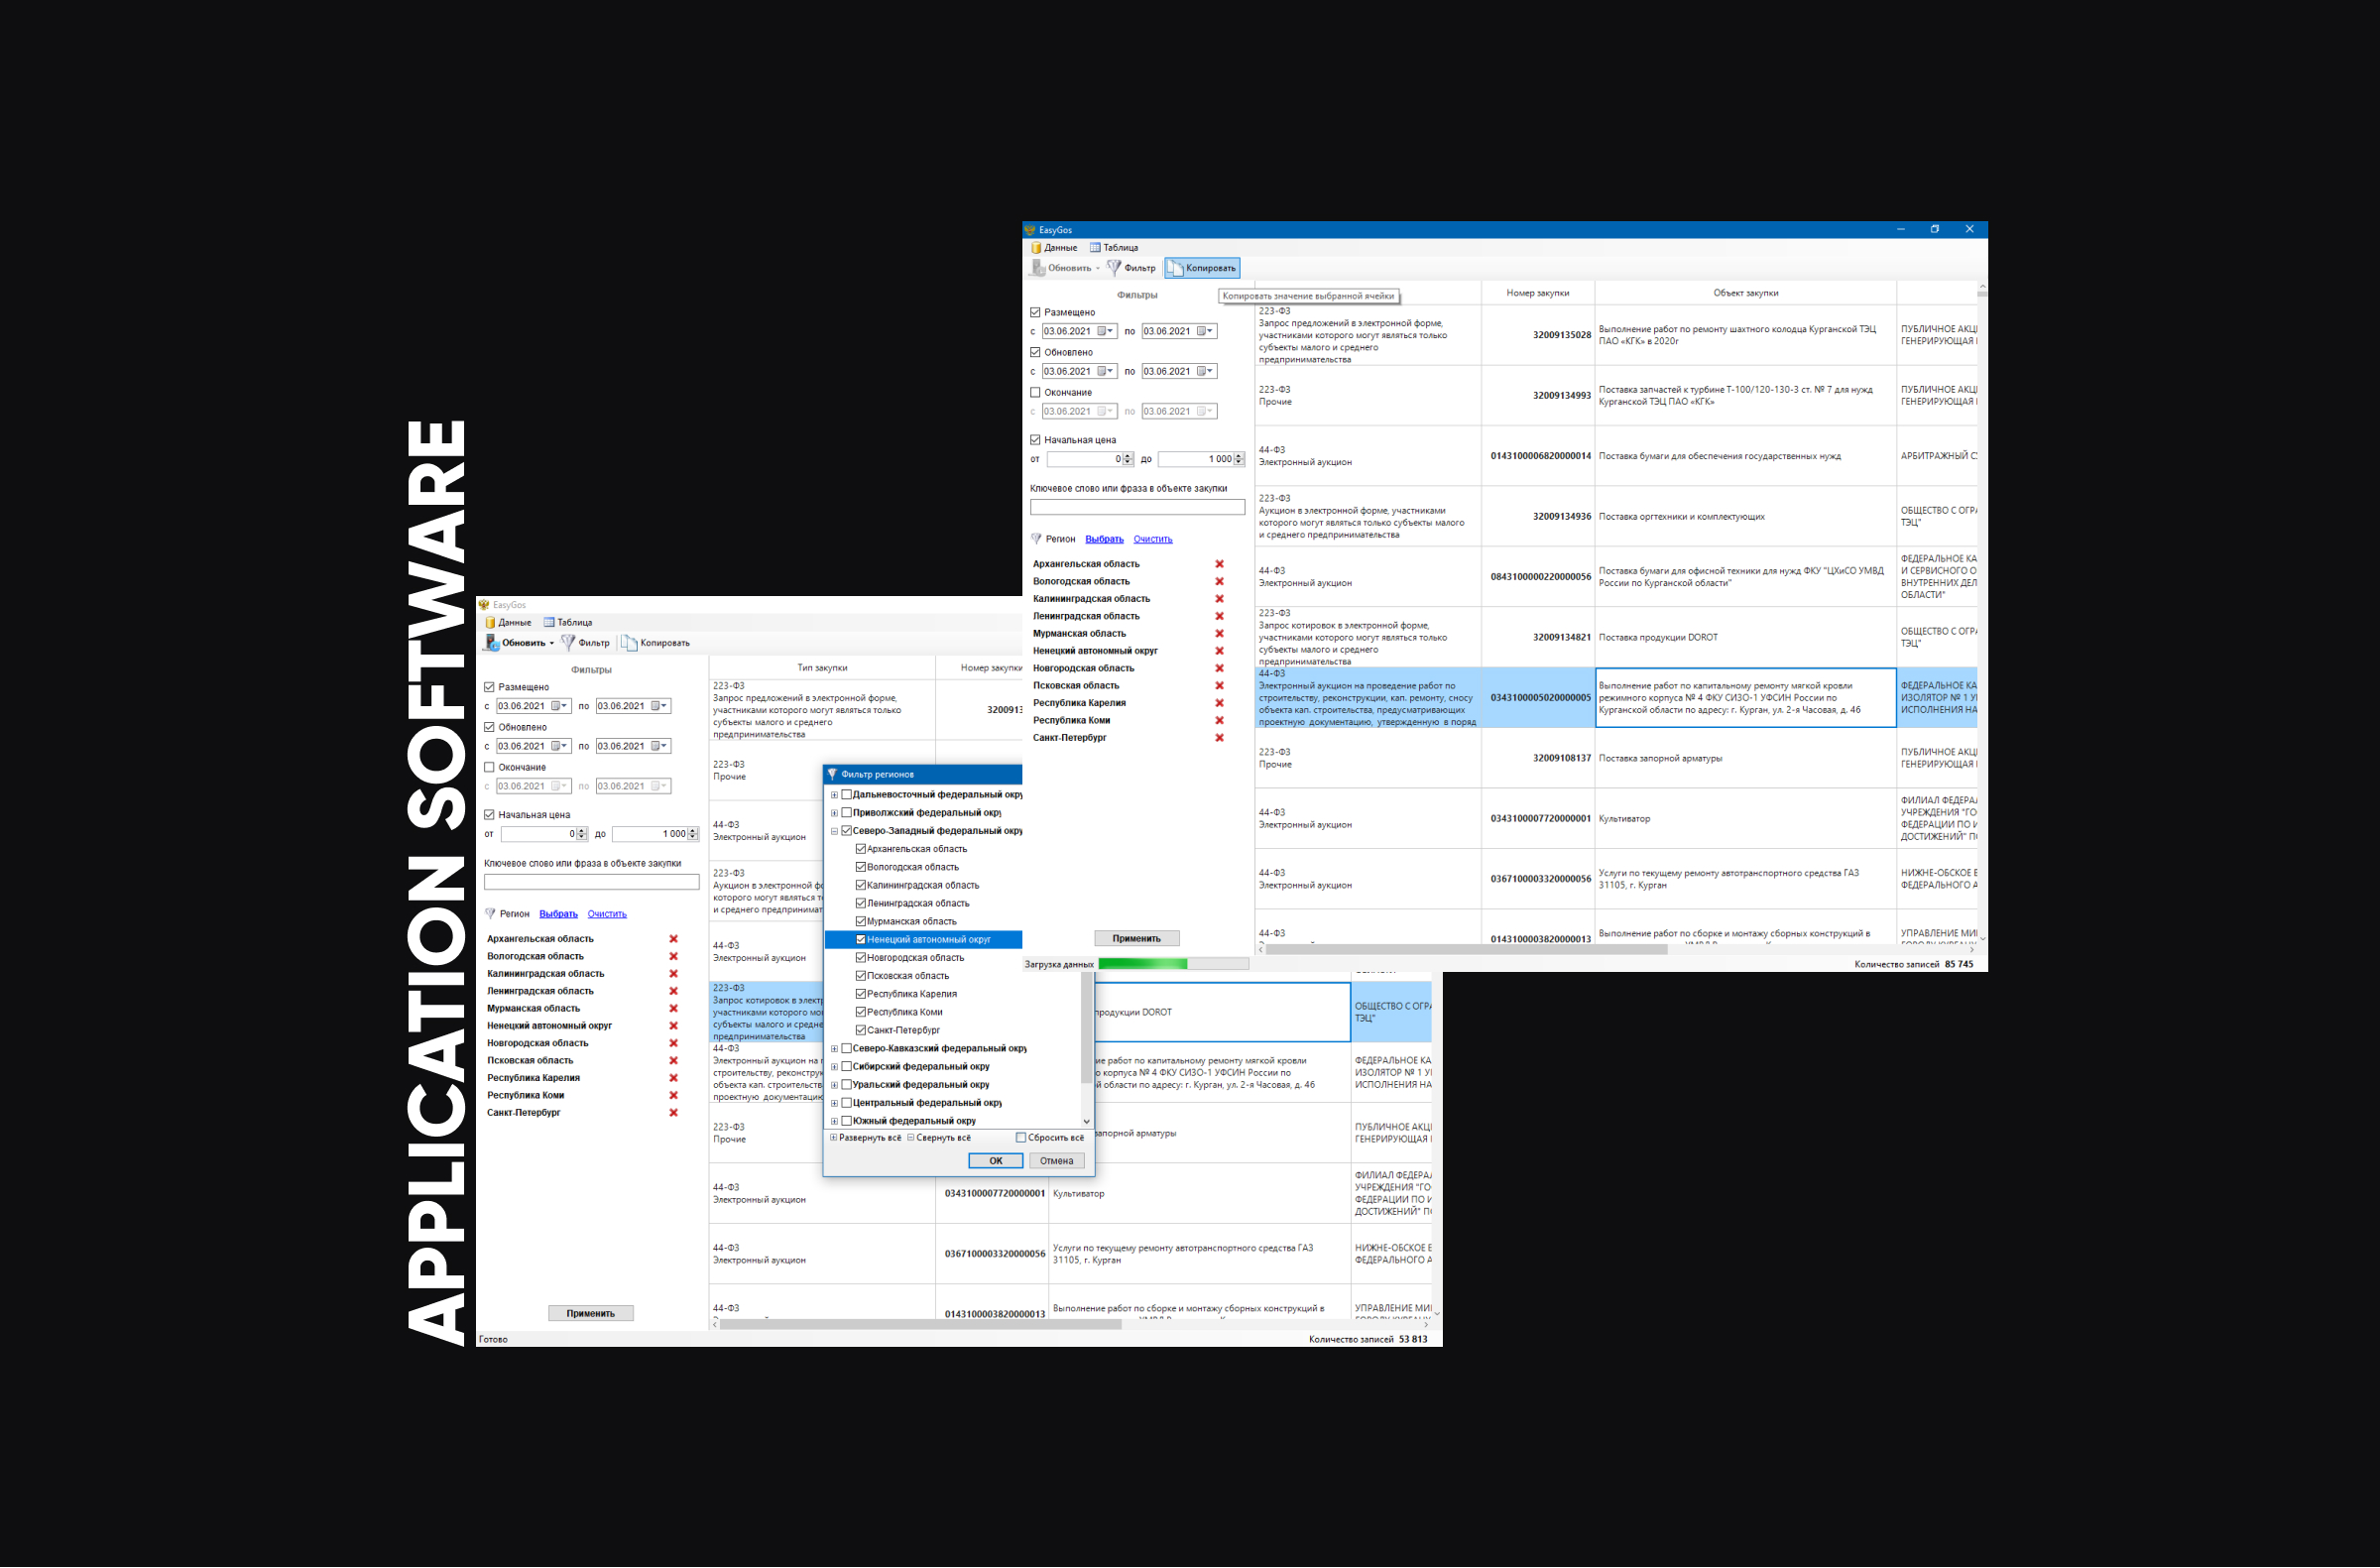 APPLICATION SOFTWARE
EasyGos
Данные Таблица
Обновить Фильтр Копировать
Копировать значение выбранной ячейки
Фильтры
Размещено
с 03.06.2021 по 03.06.2021
Обновлено
с 03.06.2021 по 03.06.2021
Окончание
с 03.06.2021 по 03.06.2021
Начальная цена
от 0 до 1 000
Ключевое слово или фраза в объекте закупки
Регион Выбрать Очистить
Архангельская область
Вологодская область
Калининградская область
Ленинградская область
Мурманская область
Ненецкий автономный округ
Новгородская область
Псковская область
Республика Карелия
Республика Коми
Санкт-Петербург
Применить
Загрузка данных
Номер закупки Объект закупки
223-ФЗ
Запрос предложений в электронной форме,
участниками которого могут являться только
субъекты малого и среднего
предпринимательства
32009135028
Выполнение работ по ремонту шахтного колодца Курганской ТЭЦ
ПАО «КГК» в 2020г
ПУБЛИЧНОЕ АКЦ
ГЕНЕРИРУЮЩАЯ
223-ФЗ
Прочие
32009134993
Поставка запчастей к турбине Т-100/120-130-3 ст. № 7 для нужд
Курганской ТЭЦ ПАО «КГК»
ПУБЛИЧНОЕ АКЦ
ГЕНЕРИРУЮЩАЯ
44-ФЗ
Электронный аукцион
0143100006820000014
Поставка бумаги для обеспечения государственных нужд
АРБИТРАЖНЫЙ С
223-ФЗ
Аукцион в электронной форме, участниками
которого могут являться только субъекты малого
и среднего предпринимательства
32009134936
Поставка оргтехники и комплектующих
ОБЩЕСТВО С ОГРА
ТЭЦ"
44-ФЗ
Электронный аукцион
0843100000220000056
Поставка бумаги для офисной техники для нужд ФКУ "ЦХиСО УМВД
России по Курганской области"
ФЕДЕРАЛЬНОЕ КА
И СЕРВИСНОГО О
ВНУТРЕННИХ ДЕЛ
ОБЛАСТИ"
223-ФЗ
Запрос котировок в электронной форме,
участниками которого могут являться только
субъекты малого и среднего
предпринимательства
32009134821
Поставка продукции DOROT
ОБЩЕСТВО С ОГРА
ТЭЦ"
44-ФЗ
Электронный аукцион на проведение работ по
строительству, реконструкции, кап. ремонту, сносу
объекта кап. строительства, предусматривающих
проектную документацию, утвержденную в поряд
0343100005020000005
Выполнение работ по капитальному ремонту мягкой кровли
режимного корпуса № 4 ФКУ СИЗО-1 УФСИН России по
Курганской области по адресу: г. Курган, ул. 2-я Часовая, д. 46
ФЕДЕРАЛЬНОЕ КА
ИЗОЛЯТОР № 1 У
ИСПОЛНЕНИЯ НА
223-ФЗ
Прочие
32009108137
Поставка запорной арматуры
ПУБЛИЧНОЕ АКЦ
ГЕНЕРИРУЮЩАЯ
44-ФЗ
Электронный аукцион
0343100007720000001
Культиватор
ФИЛИАЛ ФЕДЕРА
УЧРЕЖДЕНИЯ "ГО
ФЕДЕРАЦИИ ПО И
ДОСТИЖЕНИЙ" П
44-ФЗ
Электронный аукцион
0367100003320000056
Услуги по текущему ремонту автотранспортного средства ГАЗ
31105, г. Курган
НИЖНЕ-ОБСКОЕ Б
ФЕДЕРАЛЬНОГО А
44-ФЗ
0143100003820000013
Выполнение работ по сборке и монтажу сборных конструкций в
УПРАВЛЕНИЕ МИ
Количество записей 85 745
EasyGos
Данные Таблица
Обновить Фильтр Копировать
Фильтры
Размещено
с 03.06.2021 по 03.06.2021
Обновлено
с 03.06.2021 по 03.06.2021
Окончание
с 03.06.2021 по 03.06.2021
Начальная цена
от 0 до 1 000
Ключевое слово или фраза в объекте закупки
Регион Выбрать Очистить
Архангельская область
Вологодская область
Калининградская область
Ленинградская область
Мурманская область
Ненецкий автономный округ
Новгородская область
Псковская область
Республика Карелия
Республика Коми
Санкт-Петербург
Применить
Готово
Тип закупки Номер закупки
223-ФЗ
Запрос предложений в электронной форме,
участниками которого могут являться только
субъекты малого и среднего
предпринимательства
320091
223-ФЗ
Прочие
44-ФЗ
Электронный аукцион
223-ФЗ
Аукцион в электронной ф
которого могут являться т
и среднего предпринимат
44-ФЗ
Электронный аукцион
223-ФЗ
Запрос котировок в элект
участниками которого мо
субъекты малого и средне
предпринимательства
продукции DOROT
ОБЩЕСТВО С ОГРА
ТЭЦ"
44-ФЗ
Электронный аукцион на
строительству, реконструк
объекта кап. строительств
проектную документацию
ие работ по капитальному ремонту мягкой кровли
о корпуса № 4 ФКУ СИЗО-1 УФСИН России по
й области по адресу: г. Курган, ул. 2-я Часовая, д. 46
ФЕДЕРАЛЬНОЕ КА
ИЗОЛЯТОР № 1 У
ИСПОЛНЕНИЯ НА
223-ФЗ
Прочие
запорной арматуры
ПУБЛИЧНОЕ АКЦ
ГЕНЕРИРУЮЩАЯ
44-ФЗ
Электронный аукцион
0343100007720000001
Культиватор
ФИЛИАЛ ФЕДЕРА
УЧРЕЖДЕНИЯ "ГО
ФЕДЕРАЦИИ ПО И
ДОСТИЖЕНИЙ" П
44-ФЗ
Электронный аукцион
0367100003320000056
Услуги по текущему ремонту автотранспортного средства ГАЗ
31105, г. Курган
НИЖНЕ-ОБСКОЕ Б
ФЕДЕРАЛЬНОГО А
44-ФЗ
0143100003820000013
Выполнение работ по сборке и монтажу сборных конструкций в
УПРАВЛЕНИЕ МИ
Количество записей 53 813
Фильтр регионов
Дальневосточный федеральный окру
Приволжский федеральный окру
Северо-Западный федеральный окру
Архангельская область
Вологодская область
Калининградская область
Ленинградская область
Мурманская область
Ненецкий автономный округ
Новгородская область
Псковская область
Республика Карелия
Республика Коми
Санкт-Петербург
Северо-Кавказский федеральный окру
Сибирский федеральный окру
Уральский федеральный окру
Центральный федеральный окру
Южный федеральный окру
Развернуть всё Свернуть всё Сбросить всё
OK Отмена